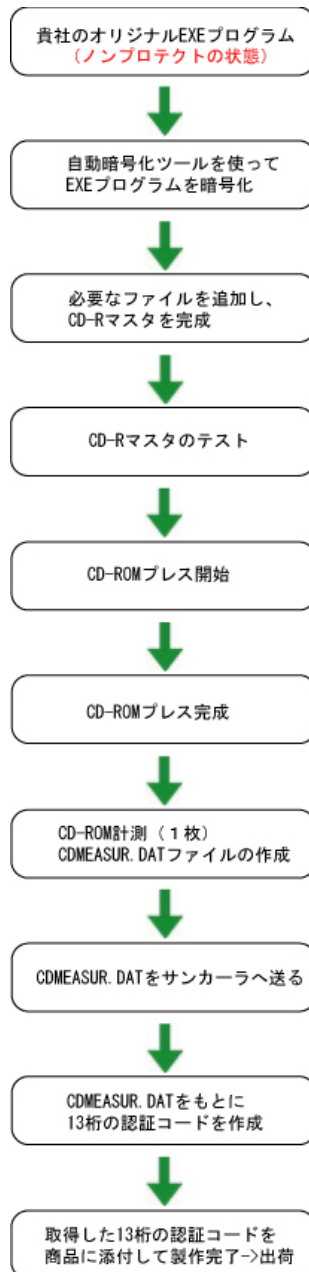 貴社のオリジナルEXEプログラム
(ノンプロテクトの状態)
自動暗号化ツールを使って
EXEプログラムを暗号化
必要なファイルを追加し、
CD-Rマスタを完成
CD-Rマスタのテスト
CD-ROMプレス開始
CD-ROMプレス完成
CD-ROM計測（１枚）
CDMEASUR.DATファイルの作成
CDMEASUR.DATをサンカーラへ送る
CDMEASUR.DATをもとに
13桁の認証コードを作成
取得した13桁の認証コードを
商品に添付して製作完了->出荷